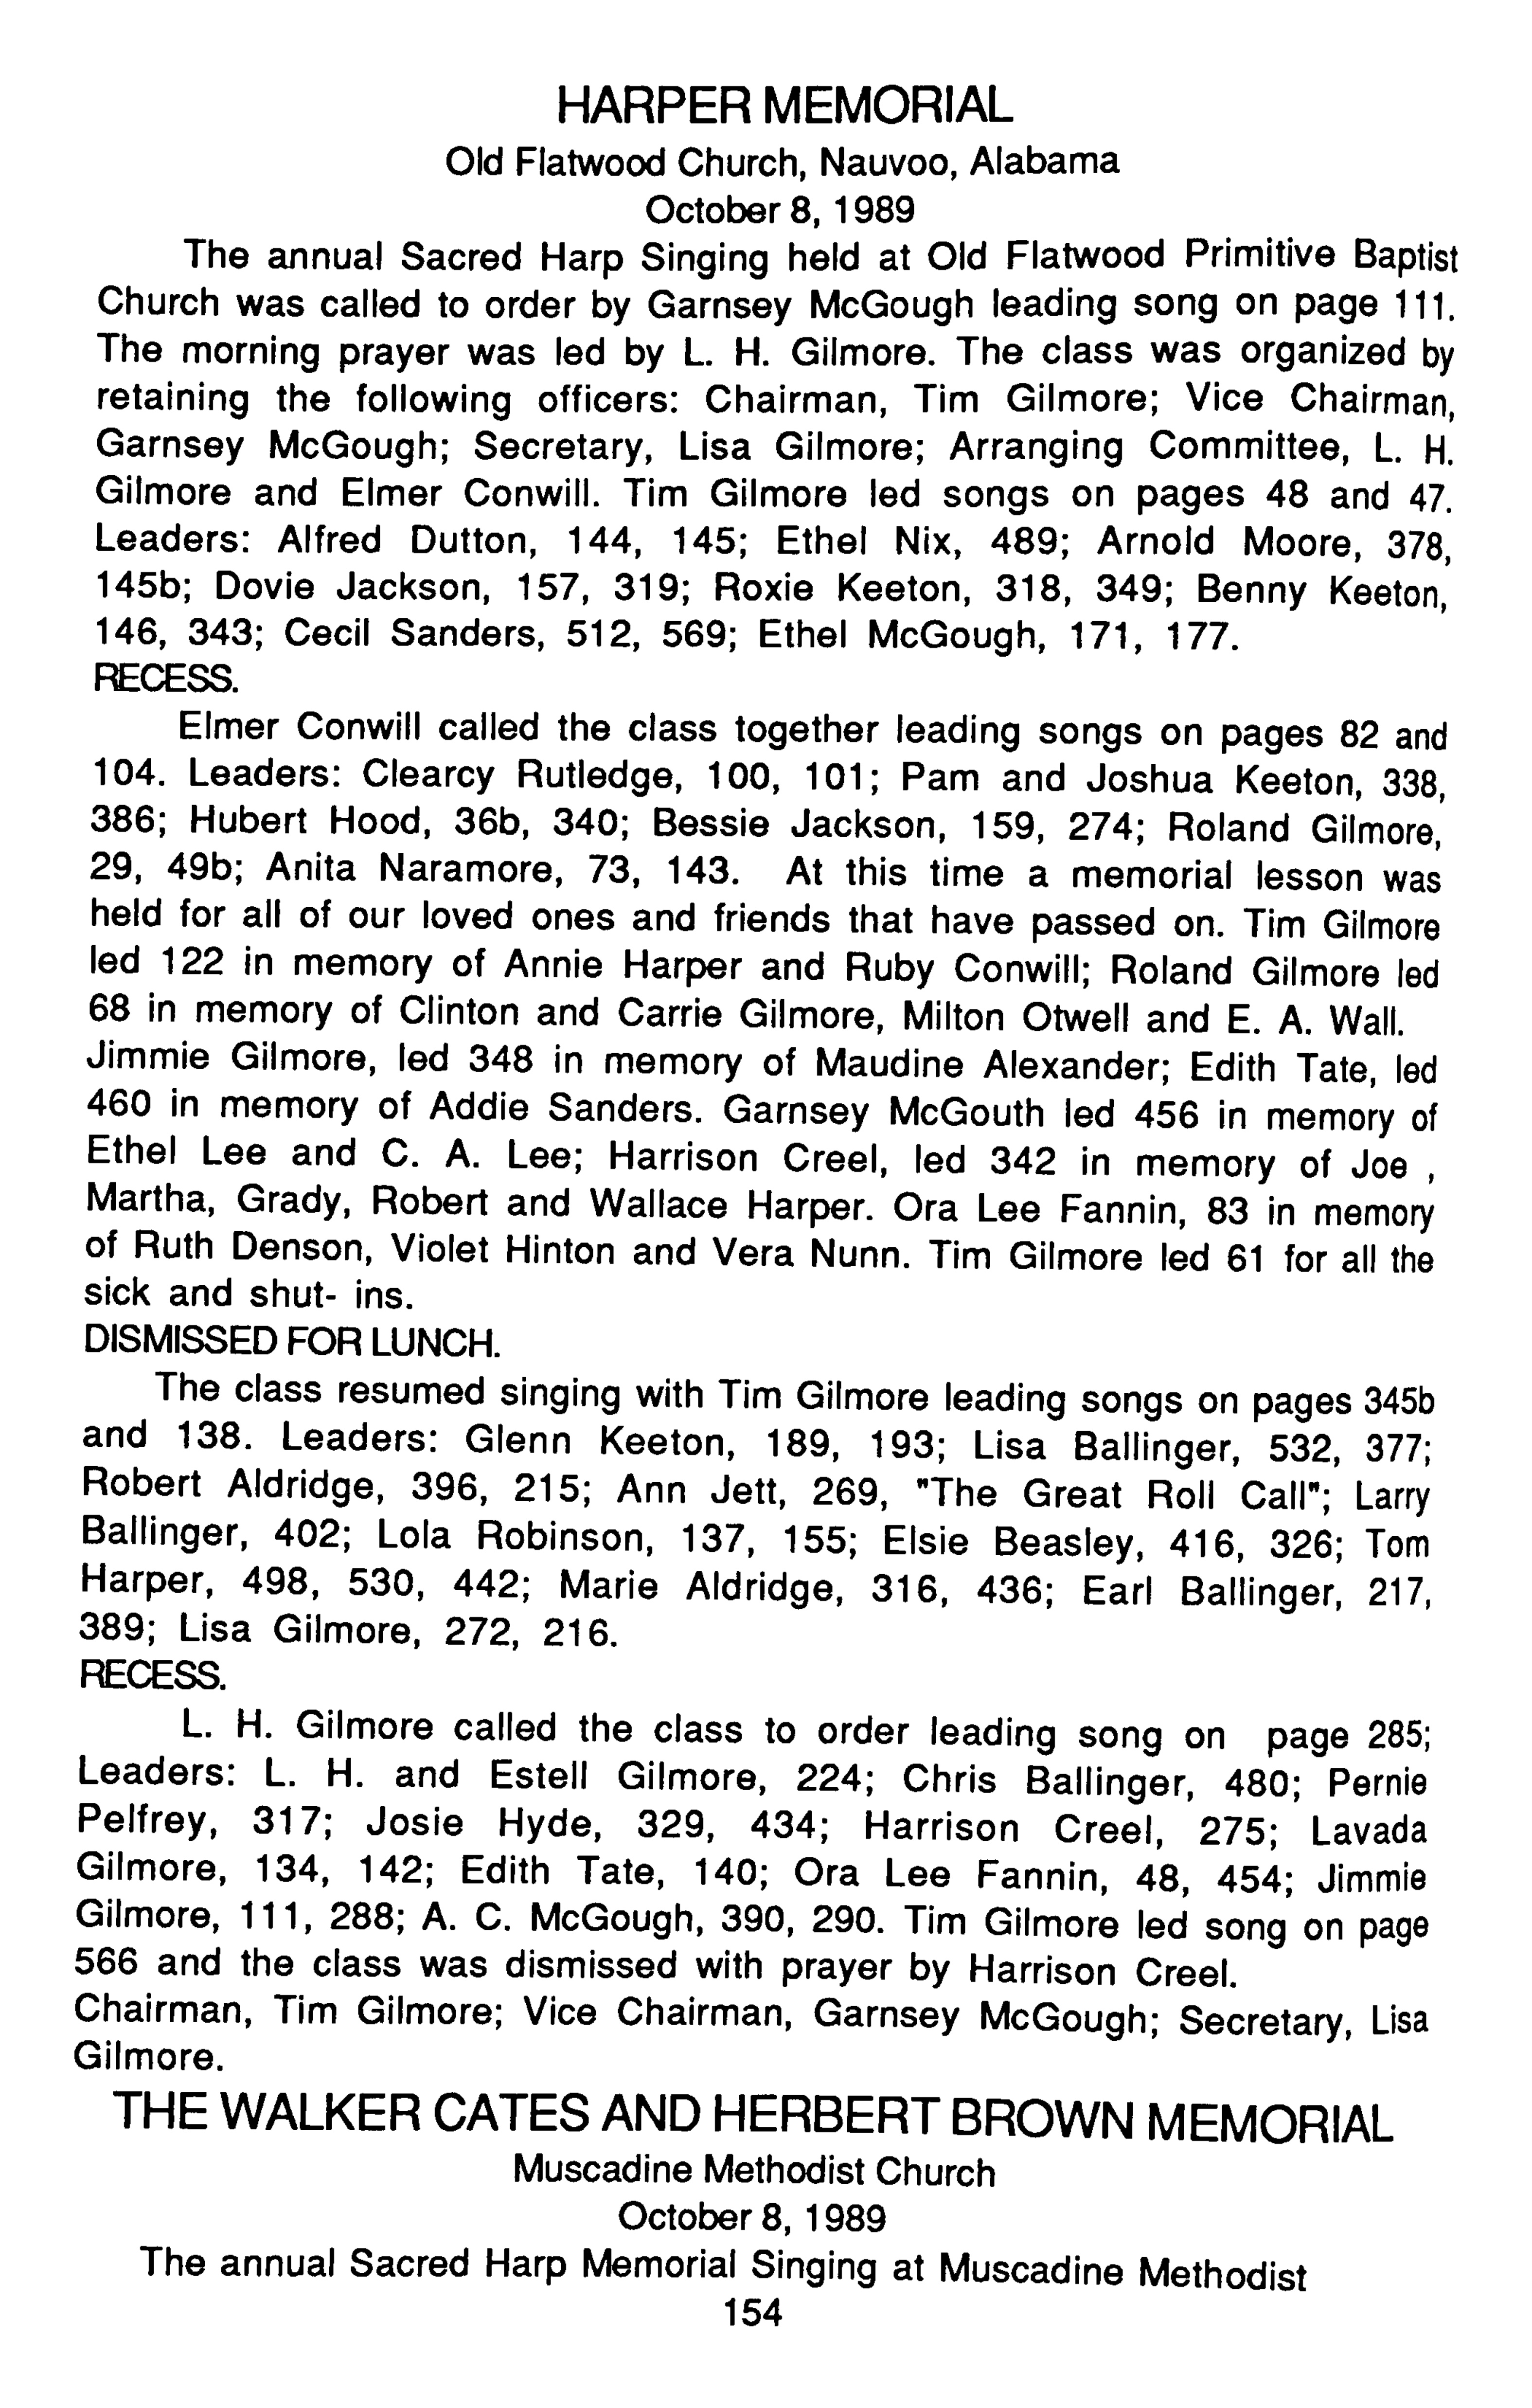 HARPER MEMORIAL
Old Flatwood Church, Nauvoo, Alabama
October 8, 1989
The annual Sacred Harp Singing held at Old Flatwood Primitive Baptist
Church was called to order by Garnsey McGough leading song on page 111.
The morning prayer was led by L. H. Gilmore. The class was organized by
retaining the following officers: Chairman, Tim Gilmore; Vice Chairman,
Garnsey McGough; Secretary, Lisa Gilmore; Arranging Committee, L. H.
Gilmore and Elmer Conwill. Tim Gilmore led songs on pages 48 and 47.
Leaders: Alfred Dutton, 144, 145; Ethel Nix, 489; Arnold Moore, 378,
145b; Dovie Jackson, 157, 319; Roxie Keeton, 318, 349; Benny Keeton,
146, 343; Cecil Sanders, 512, 569; Ethel McGough, 171, 177.
RECESS.
Elmer Conwill called the class together leading songs on pages 82 and
104. Leaders: Clearcy Rutledge, 100, 101; Pam and Joshua Keeton, 338,
386; Hubert Hood, 36b, 340; Bessie Jackson, 159, 274; Roland Gilmore,
29, 49b; Anita Naramore, 73, 143. At this time a memorial lesson was
held for all of our loved ones and friends that have passed on. Tim Gilmore
led 122 in memory of Annie Harper and Ruby Conwill; Roland Gilmore led
68 in memory of Clinton and Carrie Gilmore, Milton Otwell and E. A. Wall.
Jimmie Gilmore, led 348 in memory of Maudine Alexander; Edith Tate, led
460 in memory of Addie Sanders. Garnsey McGouth led 456 in memory of
Ethel Lee and C. A. Lee; Harrison Creel, led 342 in memory of Joe ,
Martha, Grady, Robert and Wallace Harper. Ora Lee Fannin, 83 in memory
of Ruth Denson, Violet Hinton and Vera Nunn. Tim Gilmore led 61 for all the
sick and shut- ins.
DISMISSED FOR LUNCH.
The class resumed singing with Tim Gilmore leading songs on pages 345b
and 138. Leaders: Glenn Keeton, 189, 193; Lisa Ballinger, 532, 377;
Robert Aldridge, 396, 215; Ann Jett, 269, "The Great Roll Call"; Larry
Ballinger, 402; Lola Robinson, 137, 155; Elsie Beasley, 416, 326; Tom
Harper, 498, 530, 442; Marie Aldridge, 316, 436; Earl Ballinger, 217,
389; Lisa Gilmore, 272, 216.
RECESS.
L. H. Gilmore called the class to order leading song on page 285;
Leaders: L. H. and Estell Gilmore, 224; Chris Ballinger, 480; Pernie
Pelfrey, 317; Josie Hyde, 329, 434; Harrison Creel, 275; Lavada
Gilmore, 134, 142; Edith Tate, 140; Ora Lee Fannin, 48, 454; Jimmie
Gilmore, 111, 288; A. C. McGough, 390, 290. Tim Gilmore led song on page
566 and the class was dismissed with prayer by Harrison Creel.
Chairman, Tim Gilmore; Vice Chairman, Garnsey McGough; Secretary, Lisa
Gilmore.
THE WALKER CATES AND HERBERT BROWN MEMORIAL
Muscadine Methodist Church
October 8, 1989
The annual Sacred Harp Memorial Singing at Muscadine Methodist
154